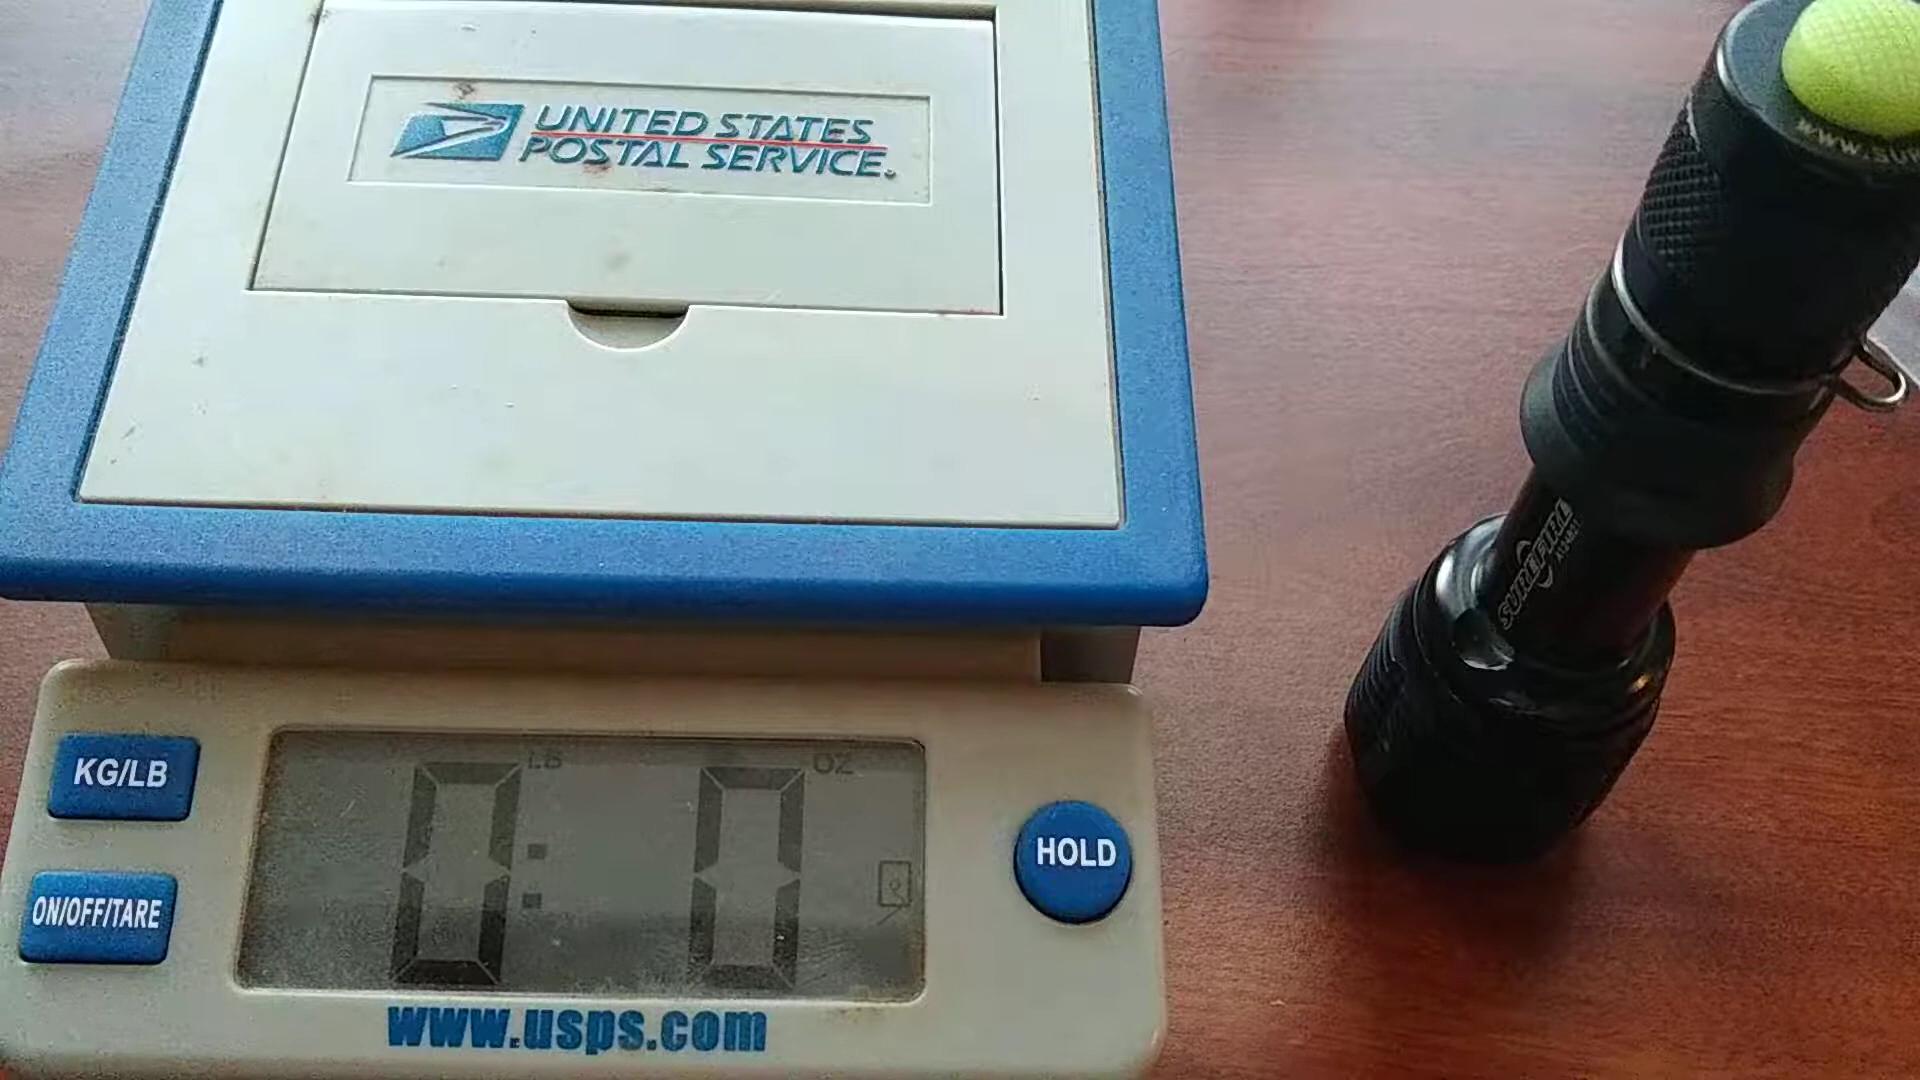 UNITED STATES
POSTAL SERVICE®
SUREFIRE
KG/LB
LB
OZ
0: 0
HOLD
ON/OFF/TARE
www.usps.com